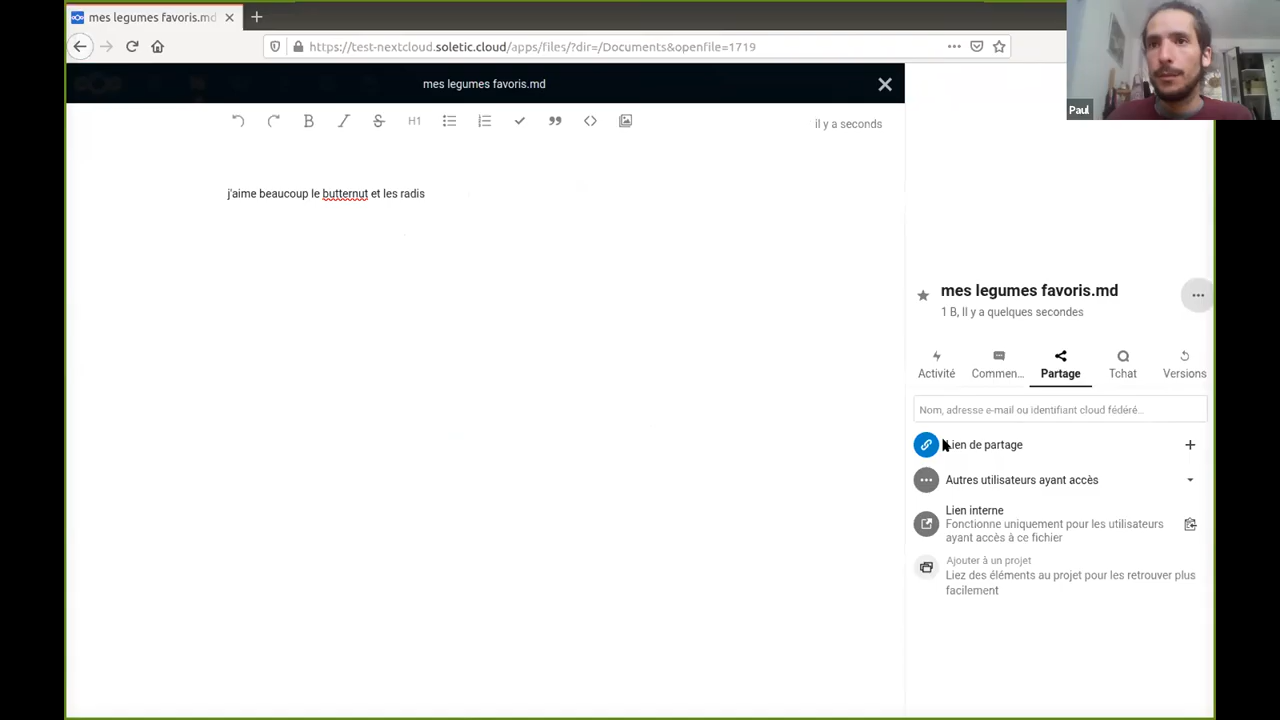 mes legumes favoris.md
https://test-nextcloud.soletic.cloud/apps/files/?dir=/Documents&openfile=1719
Paul
mes legumes favoris.md
H1
il y a seconds
j'aime beaucoup le butternut et les radis
mes legumes favoris.md
1 B, Il y a quelques secondes
Activité Commen... Partage Tchat Versions
Nom, adresse e-mail ou identifiant cloud fédéré...
Lien de partage
Autres utilisateurs ayant accès
Lien interne
Fonctionne uniquement pour les utilisateurs
ayant accès à ce fichier
Ajouter à un projet
Liez des éléments au projet pour les retrouver plus
facilement